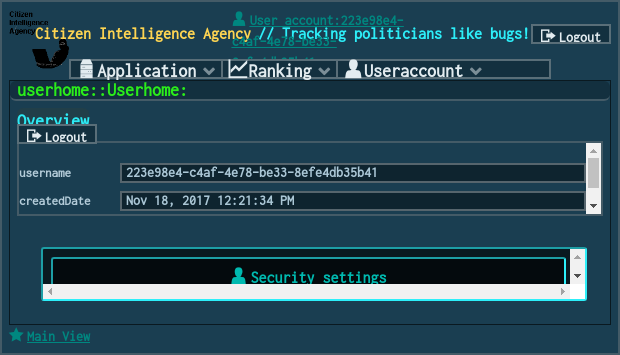 Citizen
Intelligence
Agency
User account:223e98e4-
c4af-4e78-be33-
Citizen Intelligence Agency // Tracking politicians like bugs!
Logout
Application
Ranking
Useraccount
userhome::Userhome:
Overview
Logout
username
223e98e4-c4af-4e78-be33-8efe4db35b41
createdDate
Nov 18, 2017 12:21:34 PM
Security settings
Main View